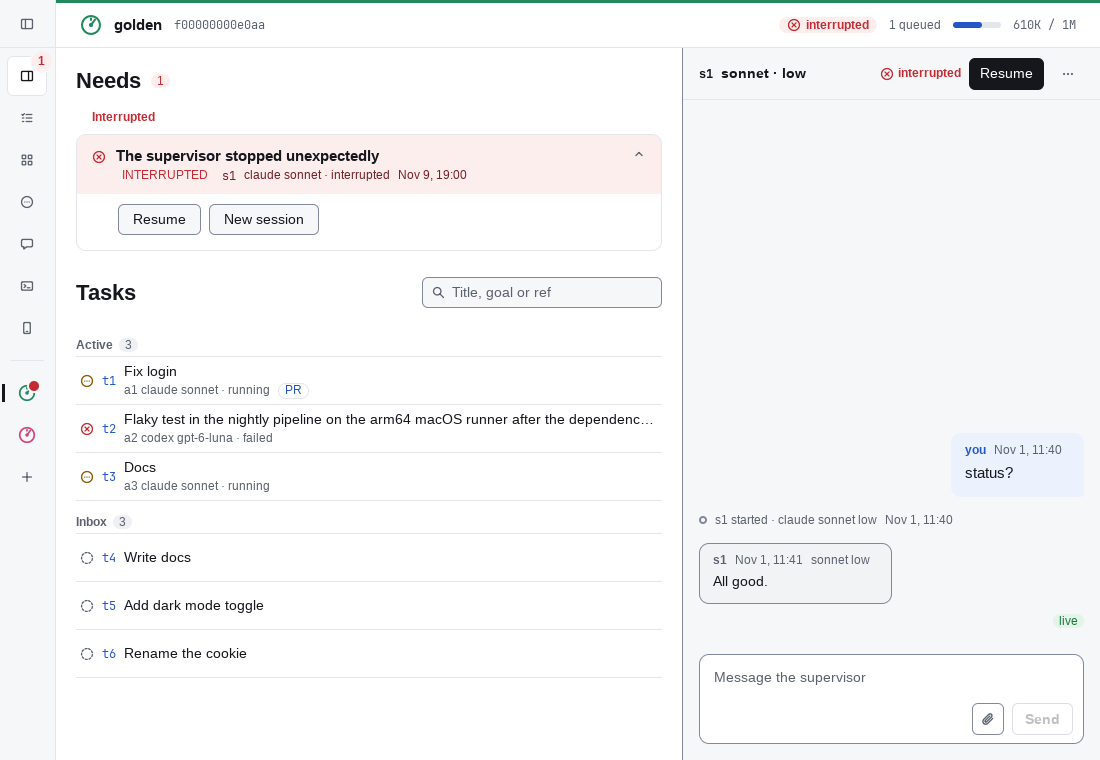 golden f00000000e0aa interrupted 1 queued 610K / 1M
1
Needs 1
Interrupted
The supervisor stopped unexpectedly
INTERRUPTED s1 claude sonnet · interrupted Nov 9, 19:00
Resume New session
Tasks
Title, goal or ref
Active 3
t1 Fix login
a1 claude sonnet · running PR
t2 Flaky test in the nightly pipeline on the arm64 macOS runner after the dependenc…
a2 codex gpt-6-luna · failed
t3 Docs
a3 claude sonnet · running
Inbox 3
t4 Write docs
t5 Add dark mode toggle
t6 Rename the cookie
s1 sonnet · low interrupted Resume
you Nov 1, 11:40
status?
s1 started · claude sonnet low Nov 1, 11:40
s1 Nov 1, 11:41 sonnet low
All good.
live
Message the supervisor
Send